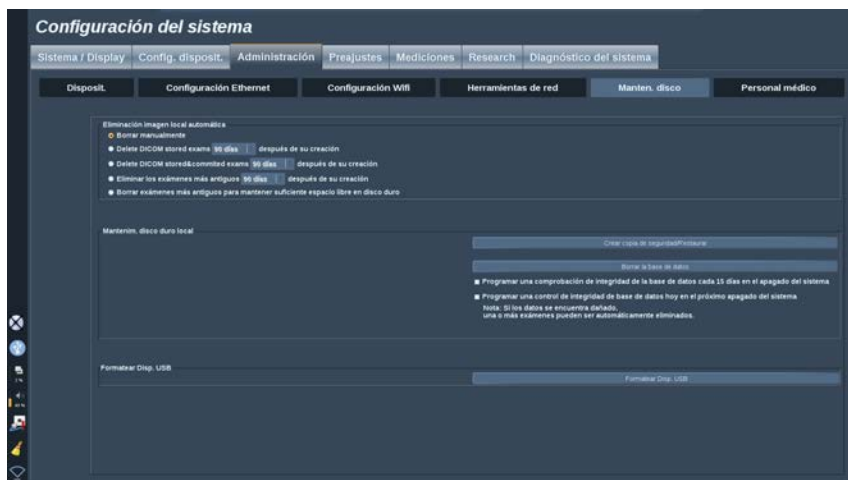 Configuración del sistema
Sistema / Display Config. disposit. Administración Preajustes Mediciones Research Diagnóstico del sistema
Disposit. Configuración Ethernet Configuración Wifi Herramientas de red Manten. disco Personal médico
Eliminación imagen local automática
Borrar manualmente
Delete DICOM stored exams 90 días después de su creación
Delete DICOM stored&commited exams 90 días después de su creación
Eliminar los exámenes más antiguos 90 días después de su creación
Borrar exámenes más antiguos para mantener suficiente espacio libre en disco duro
Mantenim. disco duro local
Crear copia de seguridad/Restaurar
Borrar la base de datos
Programar una comprobación de integridad de la base de datos cada 15 días en el apagado del sistema
Programar una control de integridad de base de datos hoy en el próximo apagado del sistema
Nota: Si los datos se encuentra dañado.
una o más exámenes pueden ser automáticamente eliminados.
Formatear Disp. USB
Formatear Disp. USB